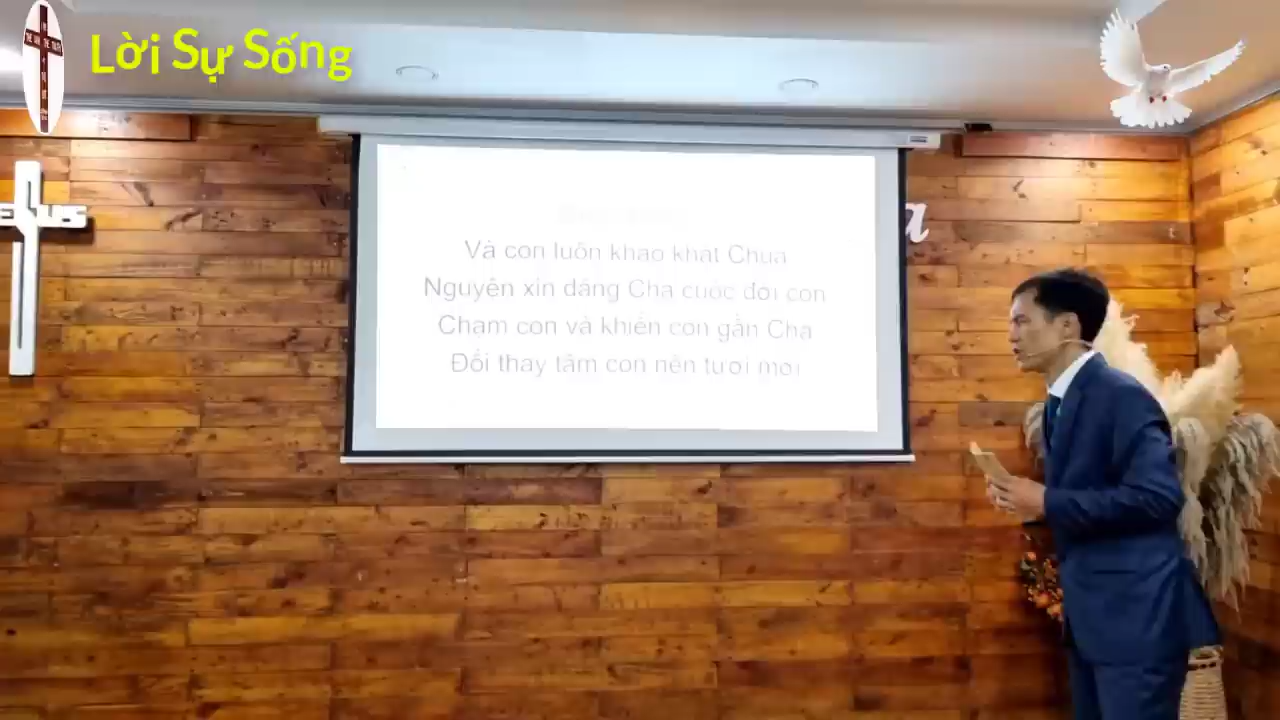 Lời Sự Sống
JESUS
Và con luôn khao khát Chúa
Nguyện xin dâng Cha cuộc đời con
Chạm con và khiến con gần Cha
Đổi thay tâm con nên tươi mới